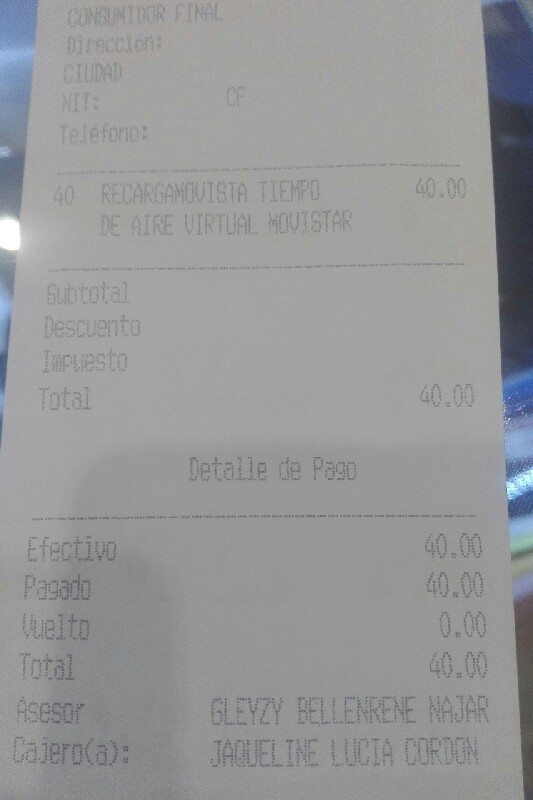 CONSUMIDOR FINAL
Dirección:
CIUDAD
NIT: CF
Teléfono:
40 RECARGAMOVISTA TIEMPO 40.00
DE AIRE VIRTUAL MOVISTAR
Subtotal
Descuento
Impuesto
Total 40.00
Detalle de Pago
Efectivo 40.00
Pagado 40.00
Vuelto 0.00
Total 40.00
Asesor GLEYZY BELLENRENE NAJAR
Cajero(a): JAQUELINE LUCIA CORDON